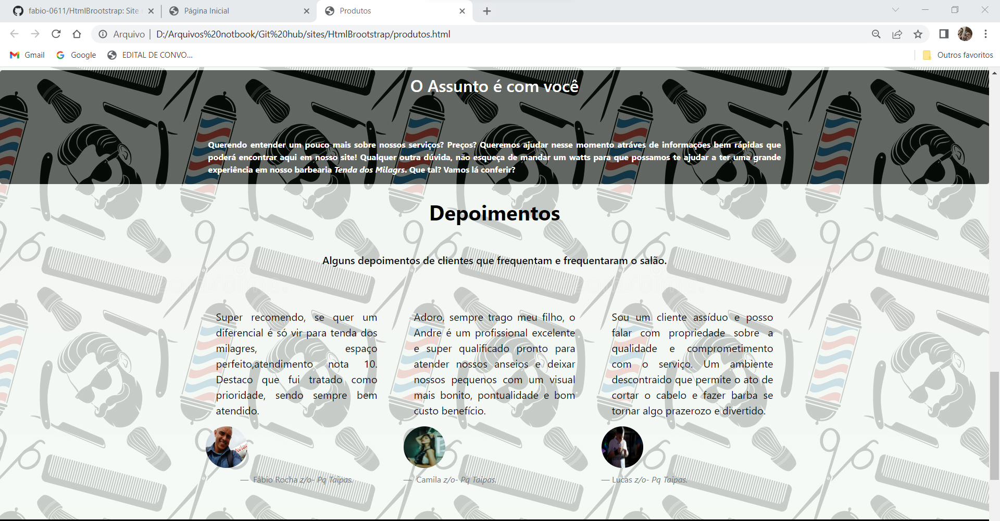 fabio-0611/HtmlBrootstrap: Site
Página Inicial
Produtos
Arquivo | D:/Arquivos%20notbook/Git%20hub/sites/HtmlBrootstrap/produtos.html
Gmail
Google
EDITAL DE CONVO...
Outros favoritos
O Assunto é com você
Querendo entender um pouco mais sobre nossos serviços? Preços? Queremos ajudar nesse momento atráves de informações bem rápidas que
poderá encontrar aqui em nosso site! Qualquer outra dúvida, não esqueça de mandar um watts para que possamos te ajudar a ter uma grande
experiência em nosso barbearia Tenda dos Milagrs. Que tal? Vamos lá conferir?
Depoimentos
Alguns depoimentos de clientes que frequentam e frequentaram o salão.
Super recomendo, se quer um
diferencial é só vir para tenda dos
milagres, espaço
perfeito,atendimento nota 10.
Destaco que fui tratado como
prioridade, sendo sempre bem
atendido.
— Fábio Rocha z/o- Pq Taipas.
Adoro, sempre trago meu filho, o
Andre é um profissional excelente
e super qualificado pronto para
atender nossos anseios e deixar
nossos pequenos com um visual
mais bonito, pontualidade e bom
custo benefício.
— Camila z/o- Pq Taipas.
Sou um cliente assíduo e posso
falar com propriedade sobre a
qualidade e comprometimento
com o serviço. Um ambiente
descontraido que permite o ato de
cortar o cabelo e fazer barba se
tornar algo prazerozo e divertido.
— Lucas z/o- Pq Taipas.